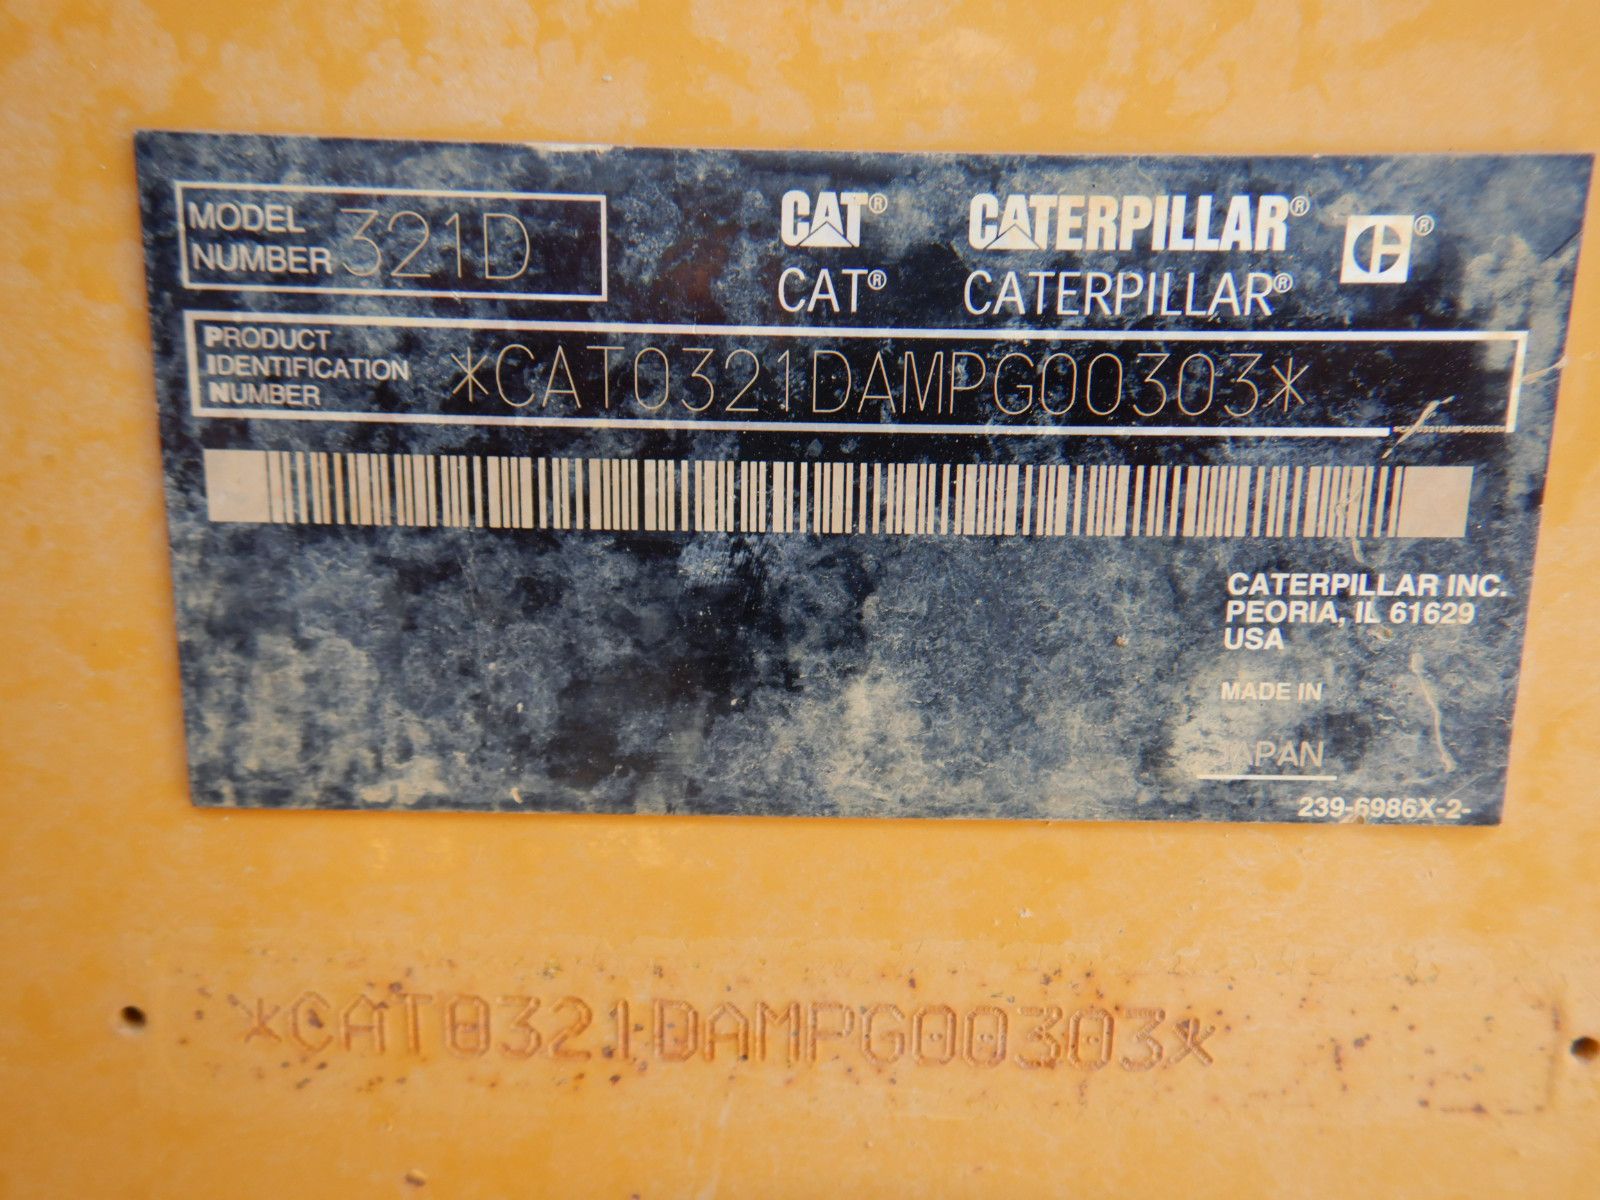 MODEL
NUMBER 321D
CAT® CATERPILLAR® ®
CAT® CATERPILLAR®
PRODUCT
IDENTIFICATION
NUMBER
*CAT0321DAMPG00303*
*CAT0321DAMPG00303*
CATERPILLAR INC.
PEORIA, IL 61629
USA
MADE IN
JAPAN
239-6986X-2-
*CAT0321DAMPG00303*